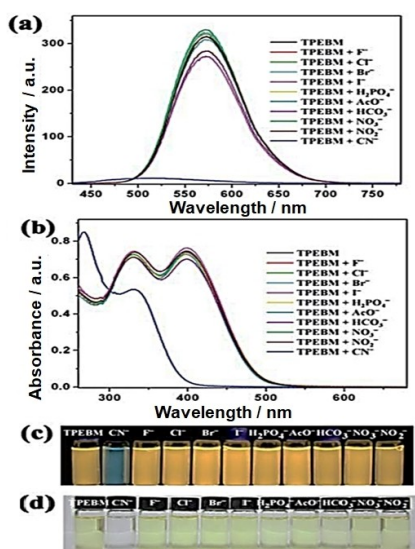 (a)
300
200
100
0
Intensity / a.u.
TPEBM
TPEBM + F⁻
TPEBM + Cl⁻
TPEBM + Br⁻
TPEBM + I⁻
TPEBM + H₂PO₄⁻
TPEBM + AcO⁻
TPEBM + HCO₃⁻
TPEBM + NO₃⁻
TPEBM + NO₂⁻
TPEBM + CN⁻
450 500 550 600 650 700 750
Wavelength / nm
(b)
0.8
0.6
0.4
0.2
0.0
Absorbance / a.u.
TPEBM
TPEBM + F⁻
TPEBM + Cl⁻
TPEBM + Br⁻
TPEBM + I⁻
TPEBM + H₂PO₄⁻
TPEBM + AcO⁻
TPEBM + HCO₃⁻
TPEBM + NO₃⁻
TPEBM + NO₂⁻
TPEBM + CN⁻
300 400 500 600
Wavelength / nm
(c)
TPEBM CN⁻ F⁻ Cl⁻ Br⁻ I⁻ H₂PO₄⁻ AcO⁻ HCO₃⁻ NO₃⁻ NO₂⁻
(d)
TPEBM CN⁻ F⁻ Cl⁻ Br⁻ I⁻ H₂PO₄⁻ AcO⁻ HCO₃⁻ NO₃⁻ NO₂⁻